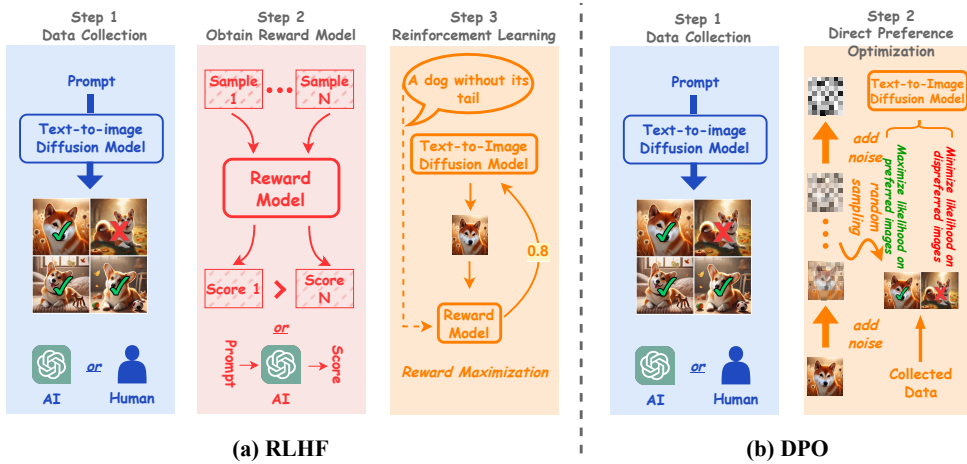 Step 1
Data Collection
Prompt
Text-to-image
Diffusion Model
AI
or
Human
Step 2
Obtain Reward Model
Sample
1
Sample
N
Reward
Model
Score 1
>
Score
N
or
Prompt
AI
Score
Step 3
Reinforcement Learning
A dog without its
tail
Text-to-Image
Diffusion Model
0.8
Reward
Model
Reward Maximization
(a) RLHF
Step 1
Data Collection
Prompt
Text-to-image
Diffusion Model
AI
or
Human
Step 2
Direct Preference
Optimization
Text-to-Image
Diffusion Model
add
noise
random
sampling
Maximize likelihood on
preferred images
Minimize likelihood on
dispreferred images
add
noise
Collected
Data
(b) DPO